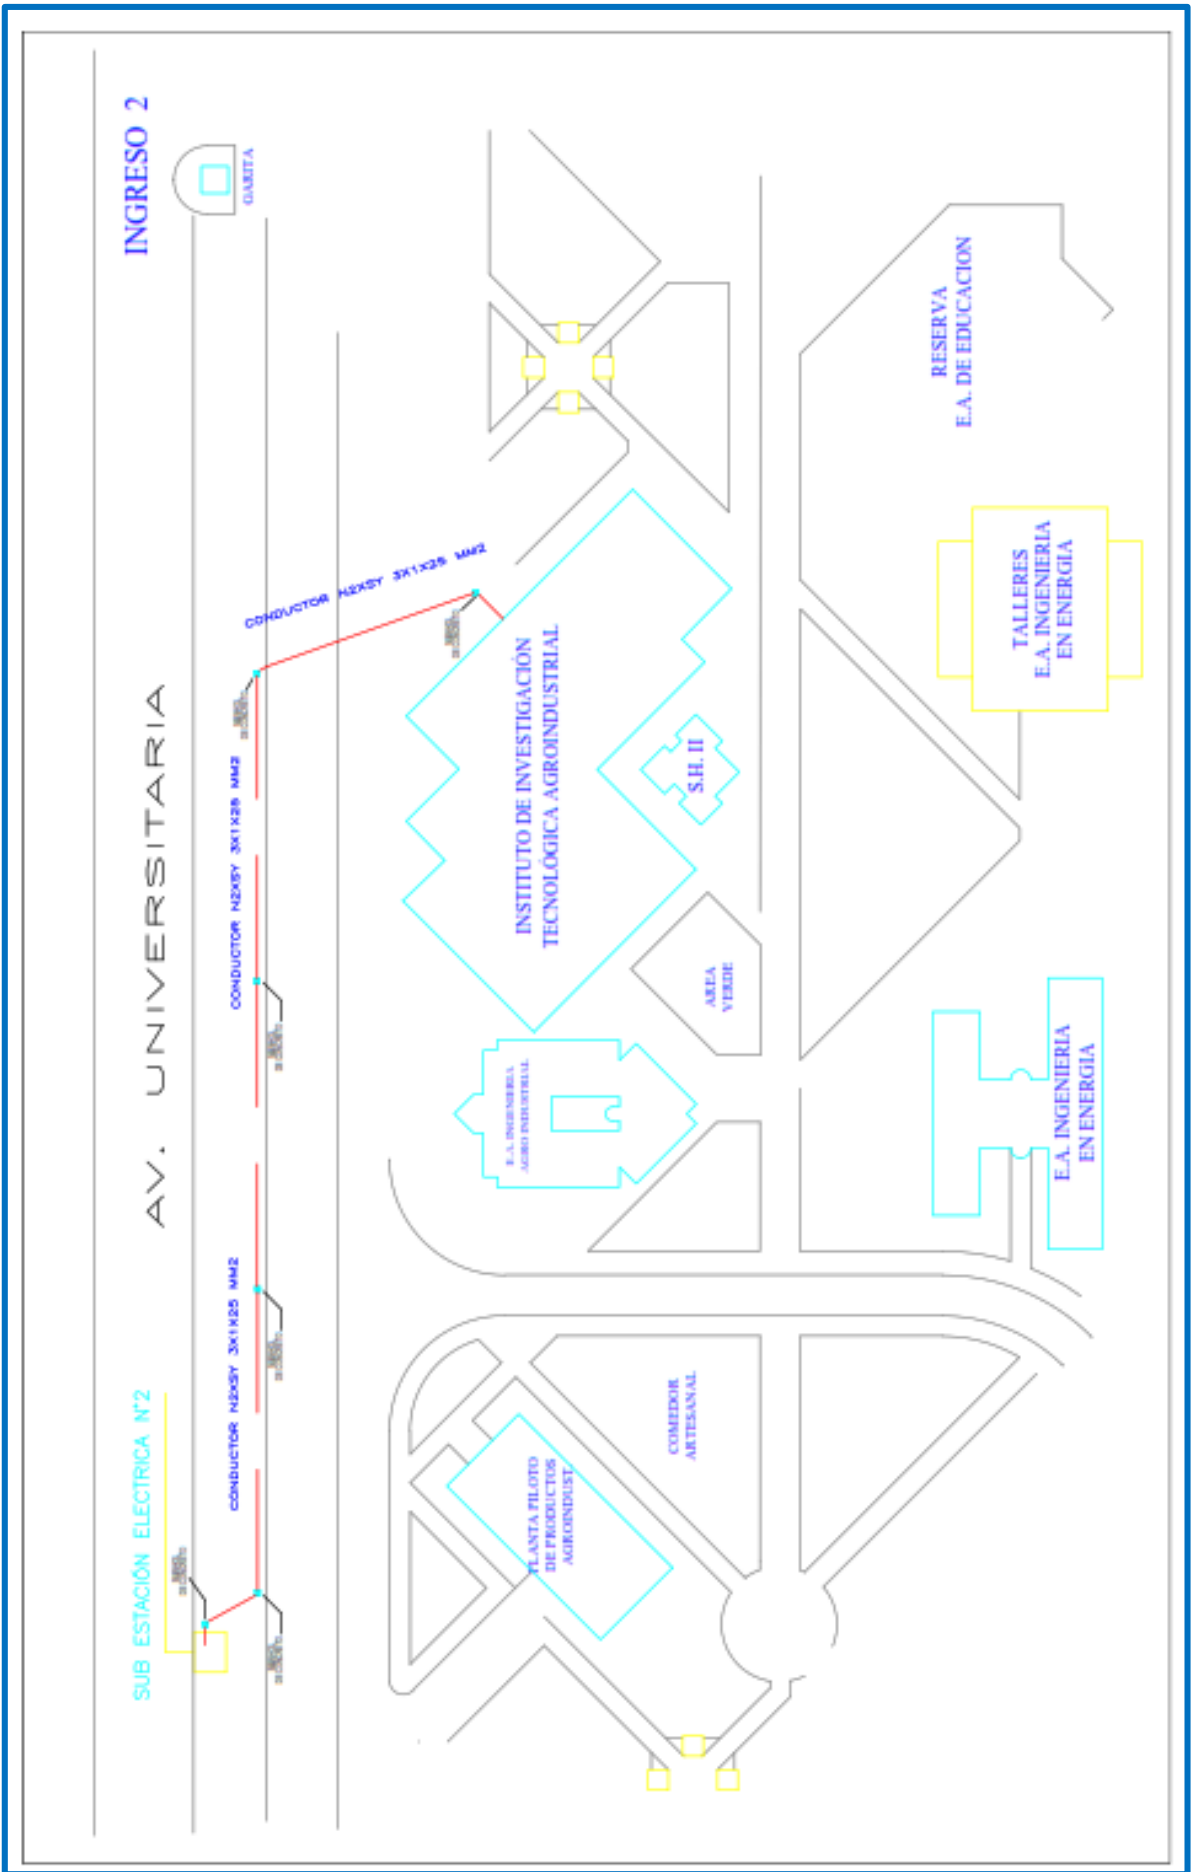 INGRESO 2
GARITA
AV. UNIVERSITARIA
SUB ESTACIÓN ELECTRICA N°2
CONDUCTOR N2XSY 3X1X25 MM2
CONDUCTOR N2XSY 3X1X25 MM2
CONDUCTOR N2XSY 3X1X25 MM2
INSTITUTO DE INVESTIGACIÓN
TECNOLÓGICA AGROINDUSTRIAL
S.H. II
AREA
VERDE
E.A. INGENIERIA
AGRO INDUSTRIAL
PLANTA PILOTO
DE PRODUCTOS
AGROINDUST.
COMEDOR
ARTESANAL
RESERVA
E.A. DE EDUCACION
TALLERES
E.A. INGENIERIA
EN ENERGIA
E.A. INGENIERIA
EN ENERGIA